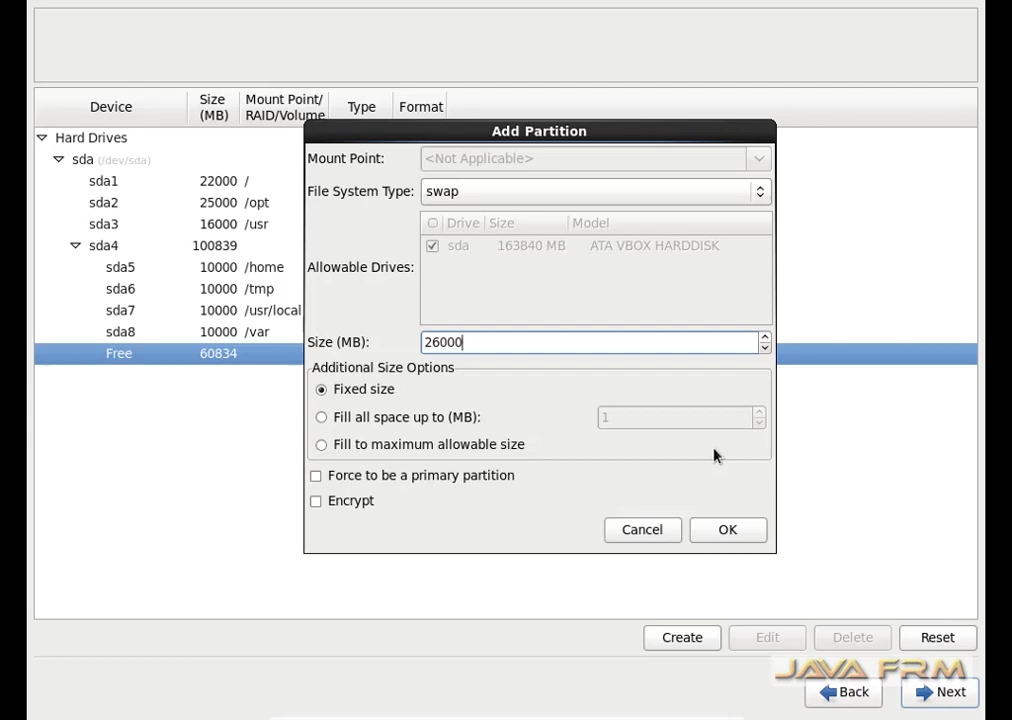 Device Size (MB) Mount Point/ RAID/Volume Type Format
Hard Drives
sda (/dev/sda)
sda1 22000 /
sda2 25000 /opt
sda3 16000 /usr
sda4 100839
sda5 10000 /home
sda6 10000 /tmp
sda7 10000 /usr/local
sda8 10000 /var
Free 60834
Add Partition
Mount Point: <Not Applicable>
File System Type: swap
Allowable Drives:
Drive Size Model
sda 163840 MB ATA VBOX HARDDISK
Size (MB): 26000
Additional Size Options
Fixed size
Fill all space up to (MB): 1
Fill to maximum allowable size
Force to be a primary partition
Encrypt
Cancel OK
Create Edit Delete Reset
JAVA FRM
Back Next